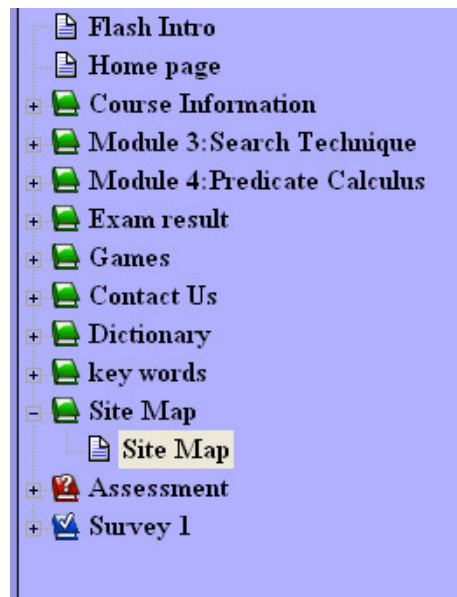 Flash Intro
Home page
Course Information
Module 3:Search Technique
Module 4:Predicate Calculus
Exam result
Games
Contact Us
Dictionary
key words
Site Map
Site Map
Assessment
Survey 1